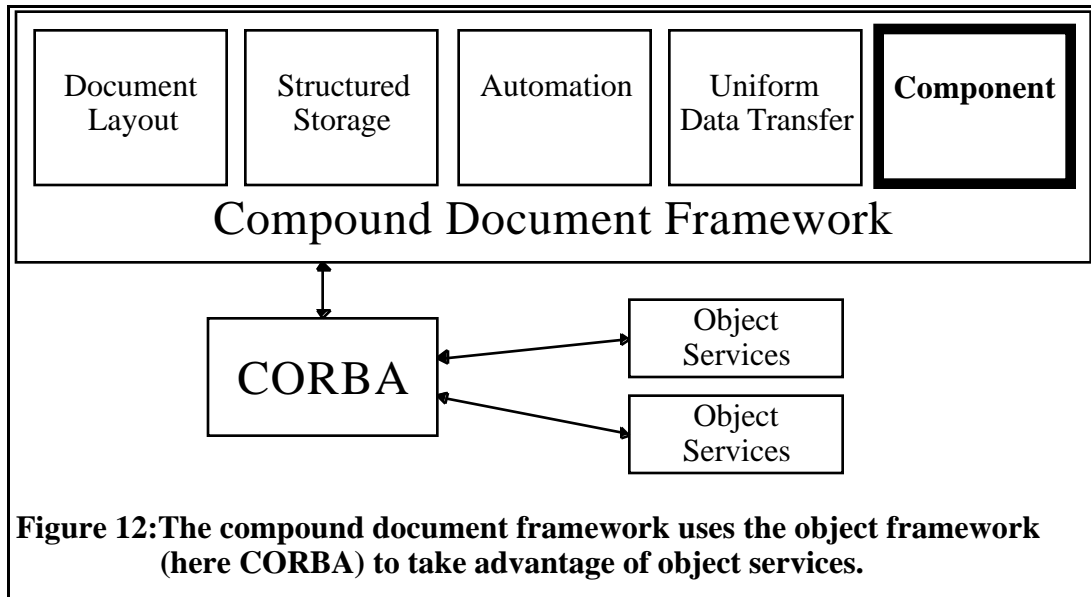 Document
Layout
Structured
Storage
Automation
Uniform
Data Transfer
Component
Compound Document Framework
CORBA
Object
Services
Object
Services
Figure 12:The compound document framework uses the object framework
(here CORBA) to take advantage of object services.